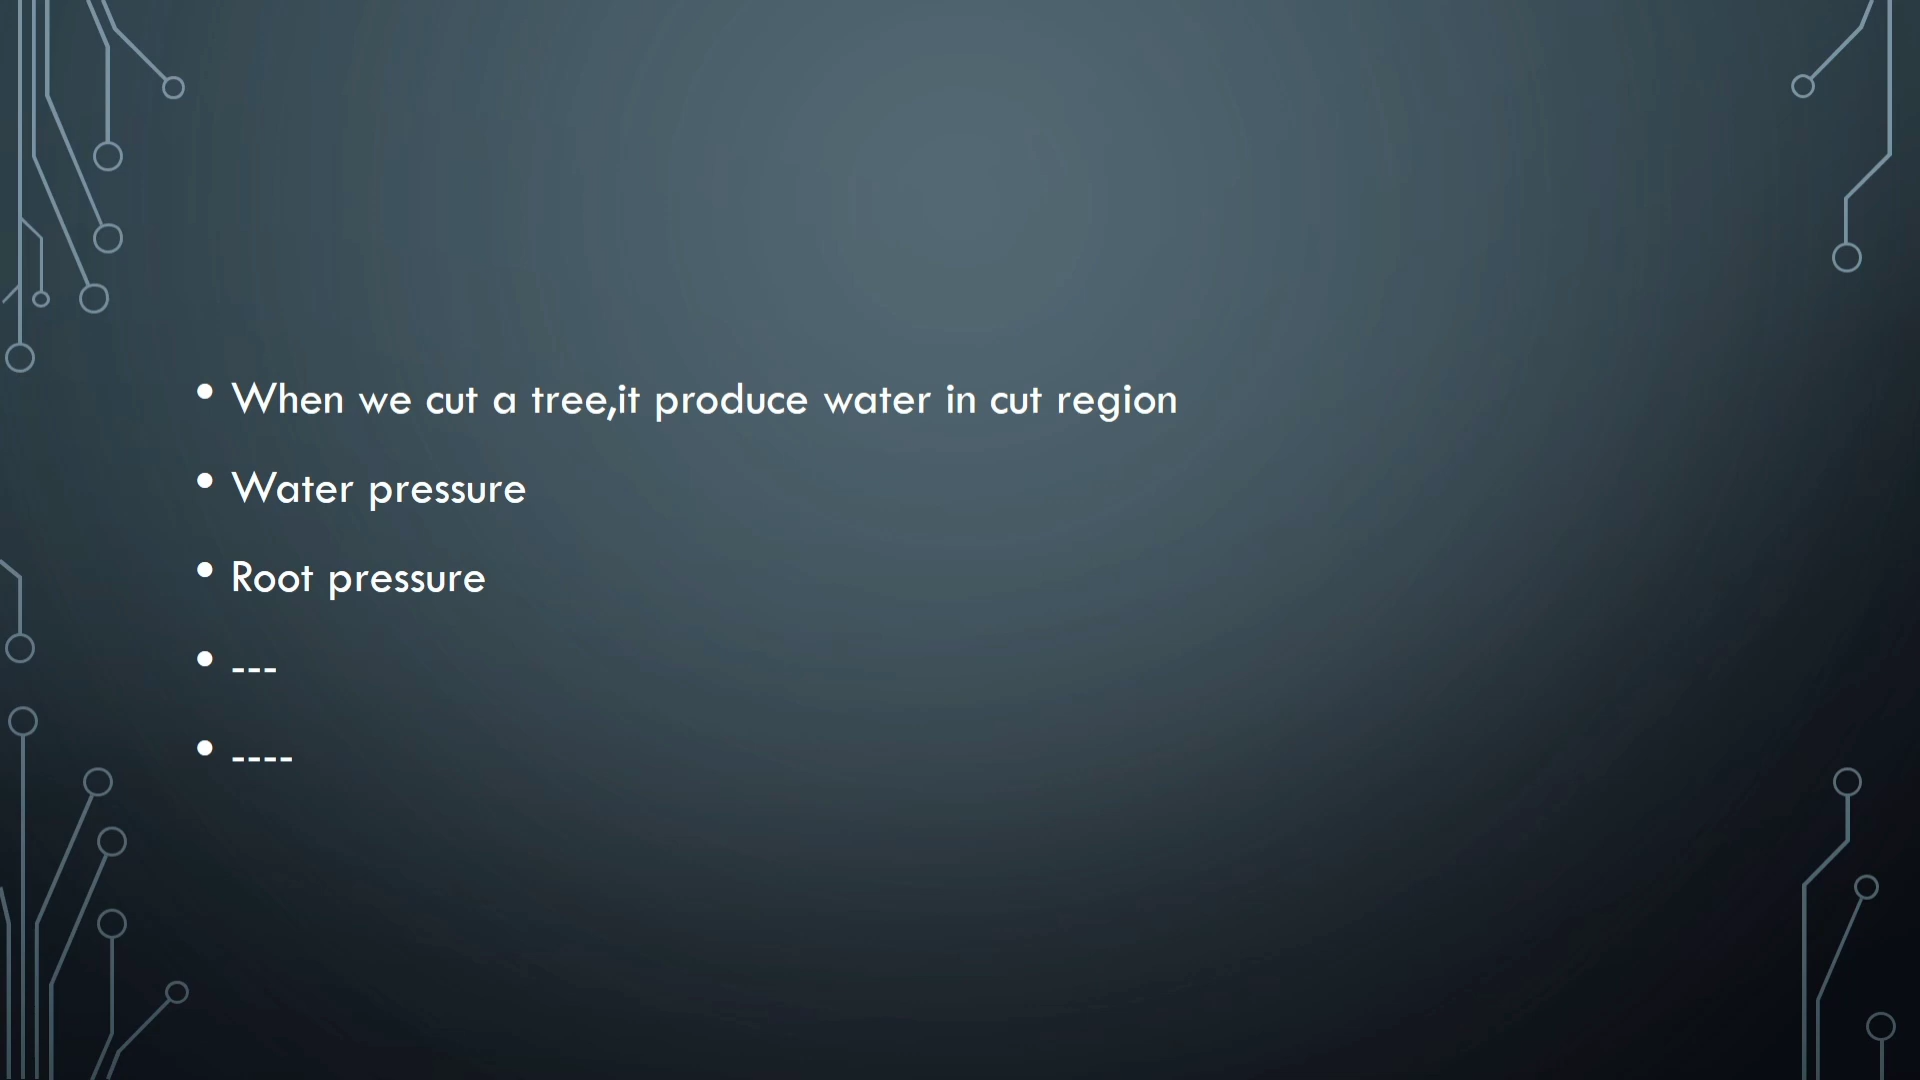 • When we cut a tree,it produce water in cut region
• Water pressure
• Root pressure
• ---
• ----